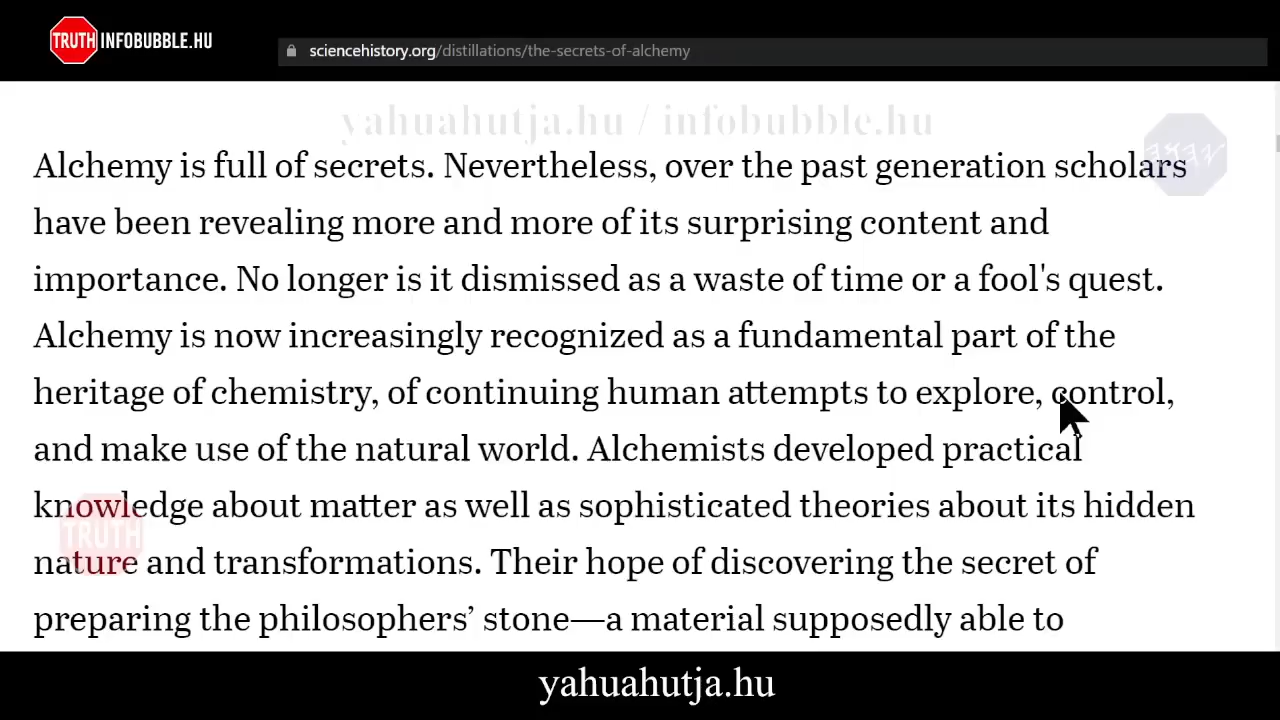 TRUTH INFOBUBBLE.HU
sciencehistory.org/distillations/the-secrets-of-alchemy
yahuahutja.hu / infobubble.hu
Alchemy is full of secrets. Nevertheless, over the past generation scholars
have been revealing more and more of its surprising content and
importance. No longer is it dismissed as a waste of time or a fool's quest.
Alchemy is now increasingly recognized as a fundamental part of the
heritage of chemistry, of continuing human attempts to explore, control,
and make use of the natural world. Alchemists developed practical
knowledge about matter as well as sophisticated theories about its hidden
TRUTH
nature and transformations. Their hope of discovering the secret of
preparing the philosophers’ stone—a material supposedly able to
yahuahutja.hu